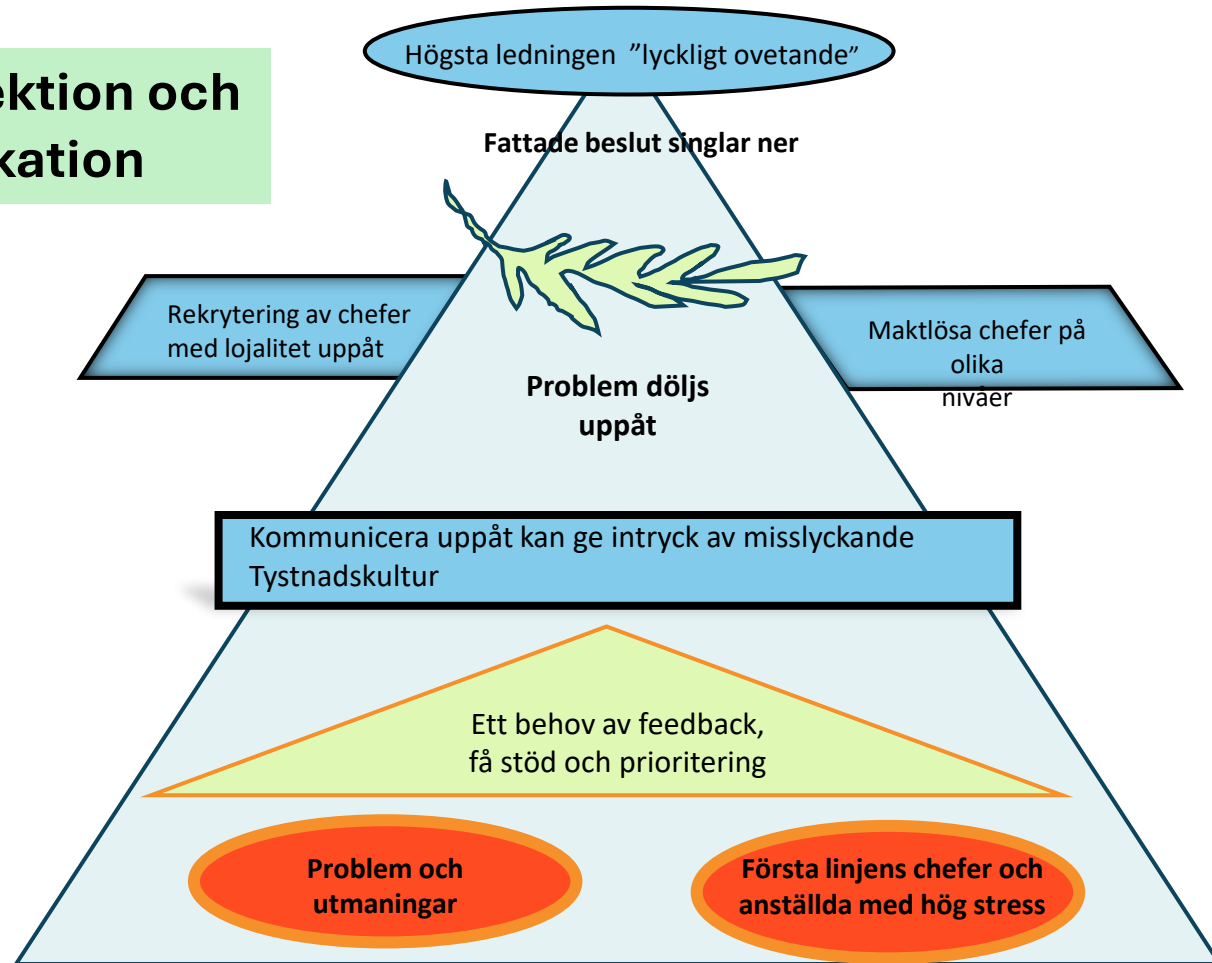 ektion och
kation
Högsta ledningen ”lyckligt ovetande”
Fattade beslut singlar ner
Rekrytering av chefer
med lojalitet uppåt
Maktlösa chefer på
olika
nivåer
Problem döljs
uppåt
Kommunicera uppåt kan ge intryck av misslyckande
Tystnadskultur
Ett behov av feedback,
få stöd och prioritering
Problem och
utmaningar
Första linjens chefer och
anställda med hög stress